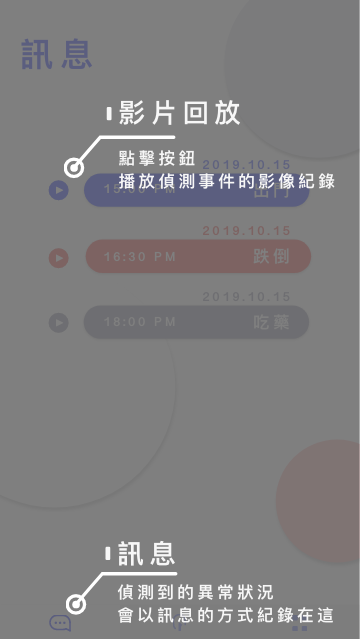 訊息
影片回放
點擊按鈕
2019.10.15
播放偵測事件的影像紀錄
出門
2019.10.15
16:30 PM 跌倒
2019.10.15
18:00 PM 吃藥
訊息
偵測到的異常狀況
會以訊息的方式紀錄在這